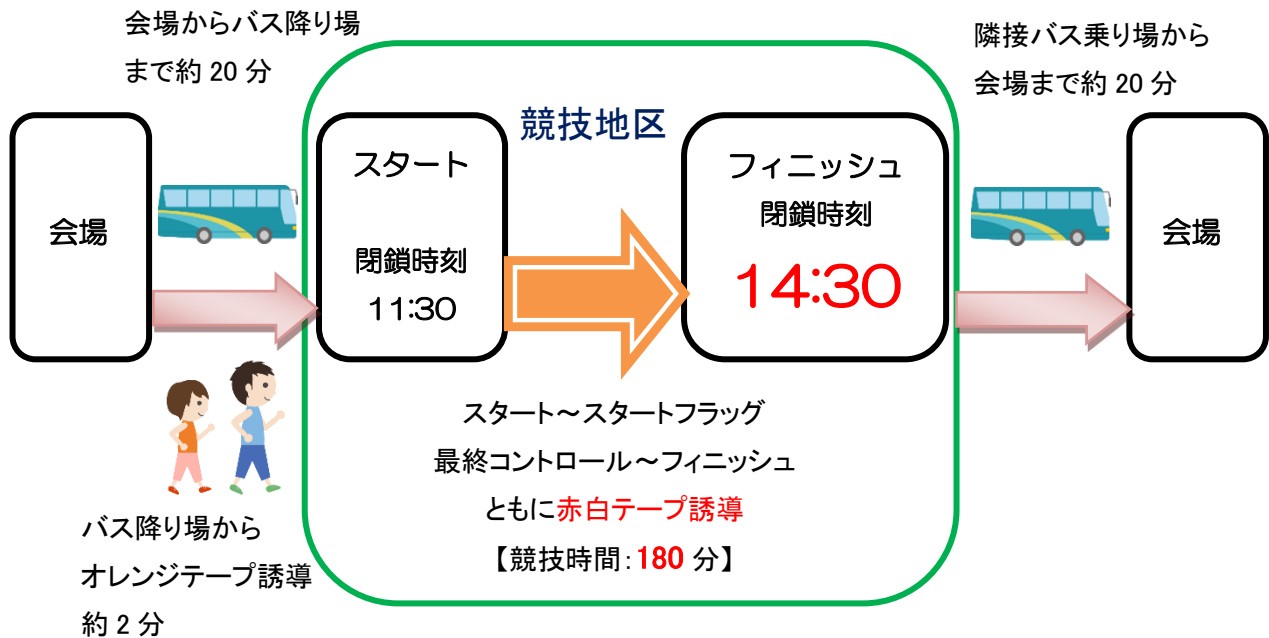 会場からバス降り場
まで約 20 分
隣接バス乗り場から
会場まで約 20 分
競技地区
会場
スタート
閉鎖時刻
11:30
フィニッシュ
閉鎖時刻
14:30
会場
スタート～スタートフラッグ
最終コントロール～フィニッシュ
ともに赤白テープ誘導
【競技時間：180 分】
バス降り場から
オレンジテープ誘導
約 2 分